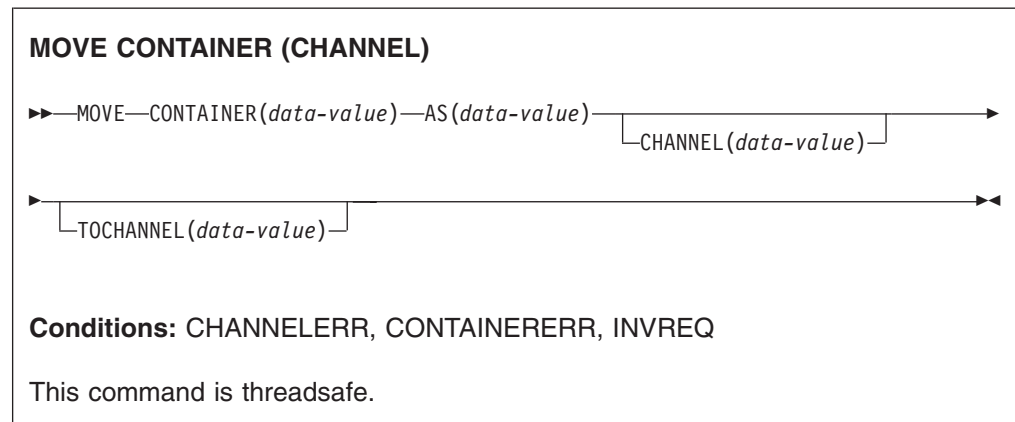 MOVE CONTAINER (CHANNEL)
MOVE CONTAINER(data-value) AS(data-value)
CHANNEL(data-value)
TOCHANNEL(data-value)
Conditions: CHANNELERR, CONTAINERERR, INVREQ
This command is threadsafe.